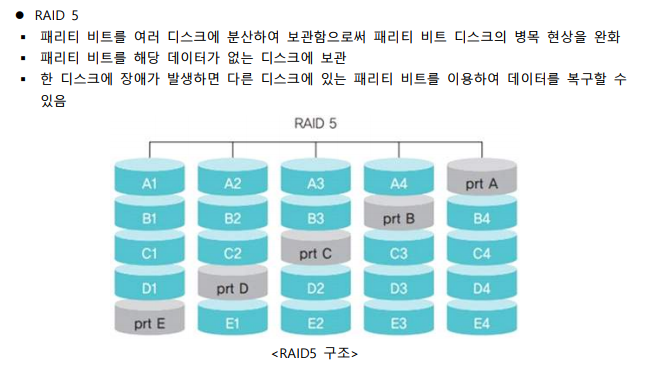 ● RAID 5
▪ 패리티 비트를 여러 디스크에 분산하여 보관함으로써 패리티 비트 디스크의 병목 현상을 완화
▪ 패리티 비트를 해당 데이터가 없는 디스크에 보관
▪ 한 디스크에 장애가 발생하면 다른 디스크에 있는 패리티 비트를 이용하여 데이터를 복구할 수
있음
RAID 5
A1 A2 A3 A4 prt A
B1 B2 B3 prt B B4
C1 C2 prt C C3 C4
D1 prt D D2 D3 D4
prt E E1 E2 E3 E4
<RAID5 구조>